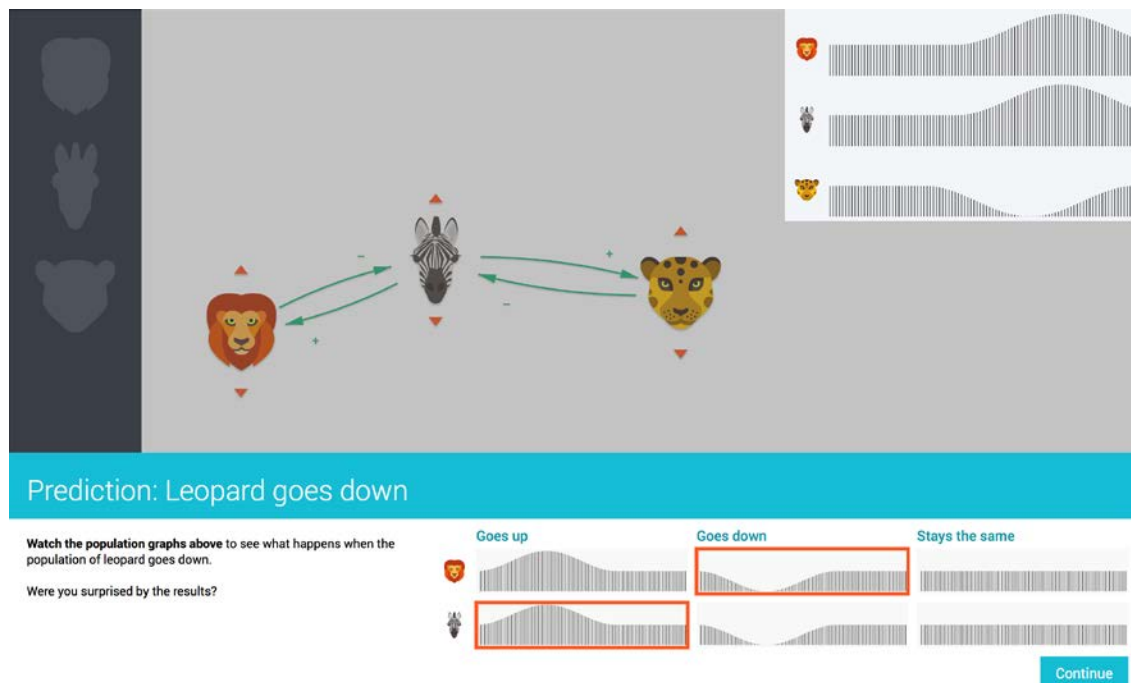 −
+
+
−
Prediction: Leopard goes down
Watch the population graphs above to see what happens when the
population of leopard goes down.
Were you surprised by the results?
Goes up
Goes down
Stays the same
Continue